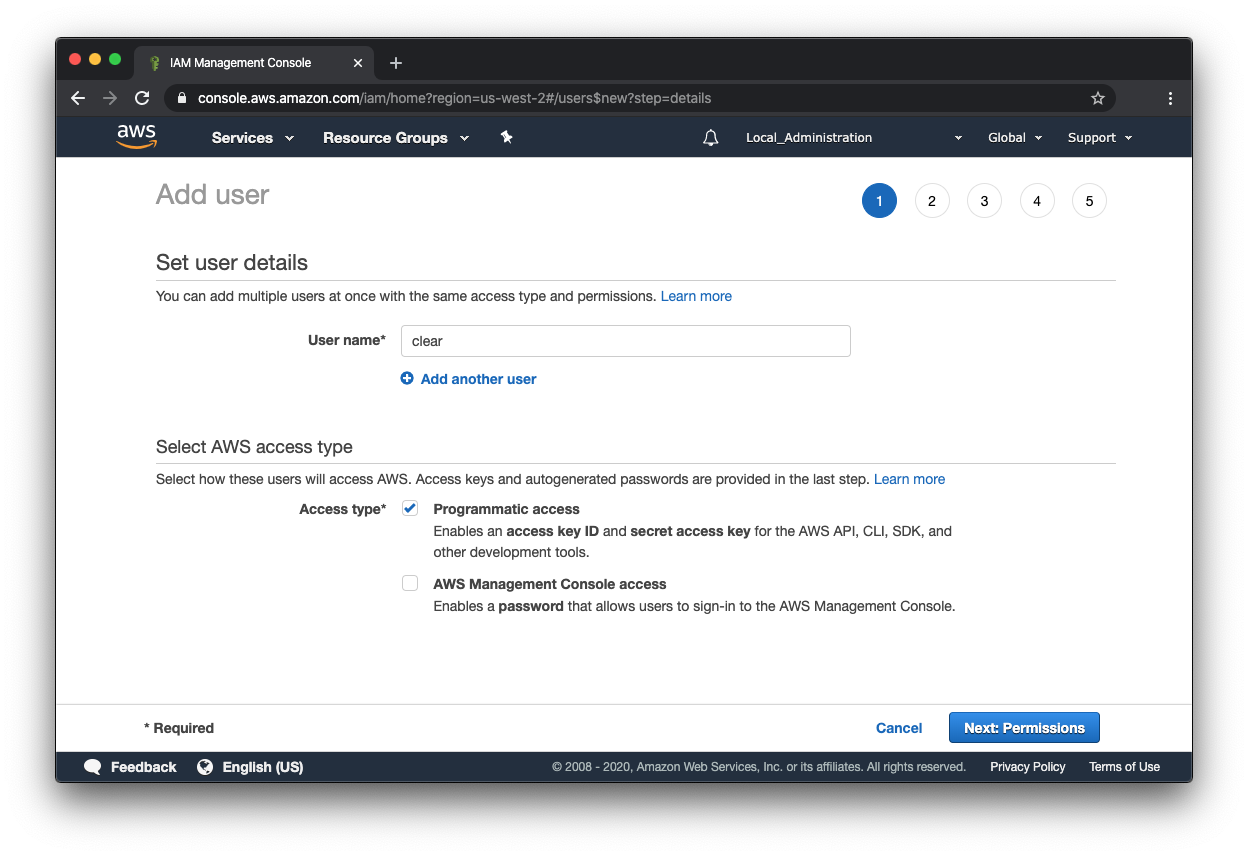 IAM Management Console
console.aws.amazon.com/iam/home?region=us-west-2#/users$new?step=details
aws Services Resource Groups Local_Administration Global Support
Add user 1 2 3 4 5
Set user details
You can add multiple users at once with the same access type and permissions. Learn more
User name* clear
Add another user
Select AWS access type
Select how these users will access AWS. Access keys and autogenerated passwords are provided in the last step. Learn more
Access type* Programmatic access
Enables an access key ID and secret access key for the AWS API, CLI, SDK, and
other development tools.
AWS Management Console access
Enables a password that allows users to sign-in to the AWS Management Console.
* Required Cancel Next: Permissions
Feedback English (US) © 2008 - 2020, Amazon Web Services, Inc. or its affiliates. All rights reserved. Privacy Policy Terms of Use